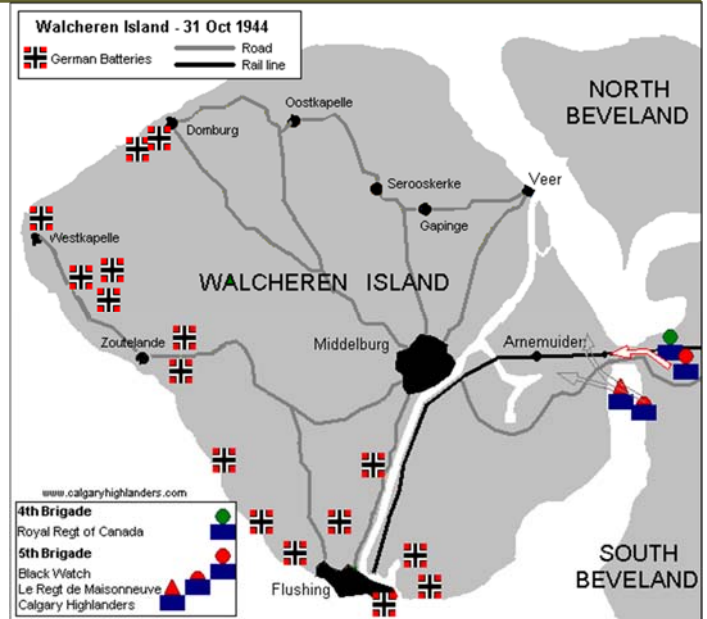 Walcheren Island - 31 Oct 1944
German Batteries
Road
Rail line
NORTH
BEVELAND
Oostkapelle
Domburg
Serooskerke
Veer
Gapinge
Westkapelle
WALCHEREN ISLAND
Zoutelande
Middelburg
Arnemuiden
www.calgaryhighlanders.com
4th Brigade
Royal Regt of Canada
5th Brigade
Black Watch
Le Regt de Maisonneuve
Calgary Highlanders
Flushing
SOUTH
BEVELAND